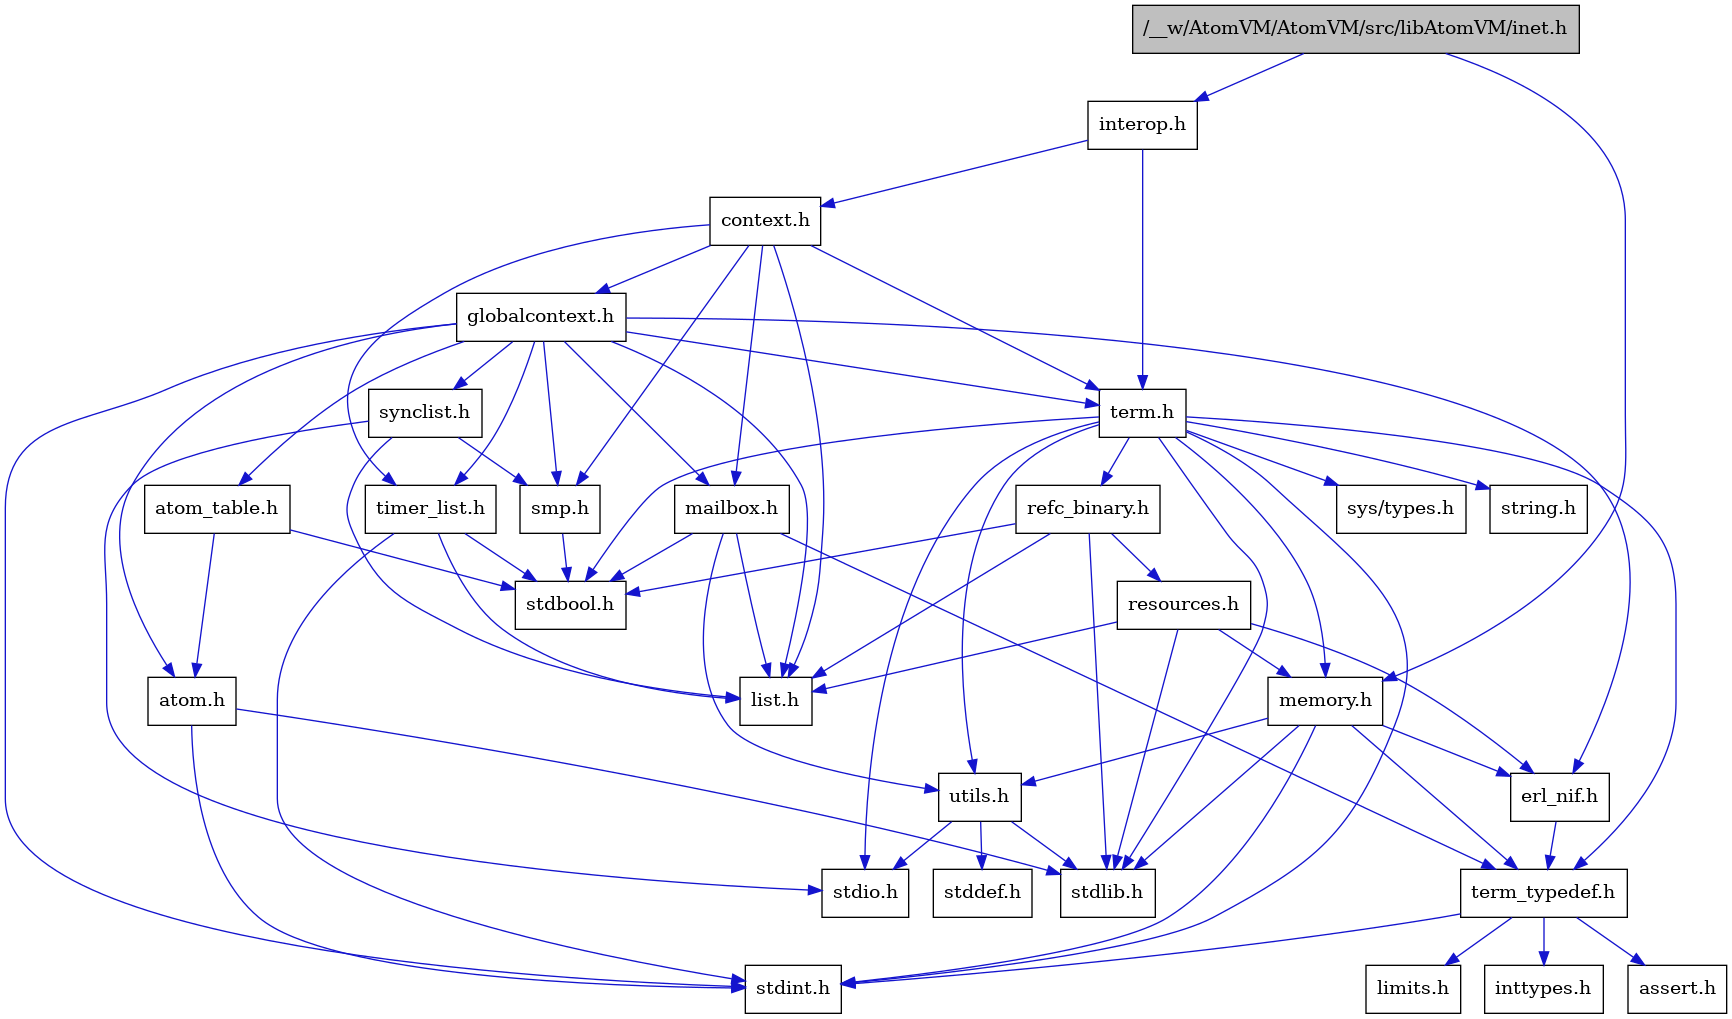 /__w/AtomVM/AtomVM/src/libAtomVM/inet.h
interop.h
context.h
globalcontext.h
synclist.h
term.h
atom_table.h
timer_list.h
smp.h
mailbox.h
refc_binary.h
sys/types.h
string.h
stdbool.h
resources.h
atom.h
list.h
memory.h
utils.h
erl_nif.h
stdio.h
stddef.h
stdlib.h
term_typedef.h
stdint.h
limits.h
inttypes.h
assert.h